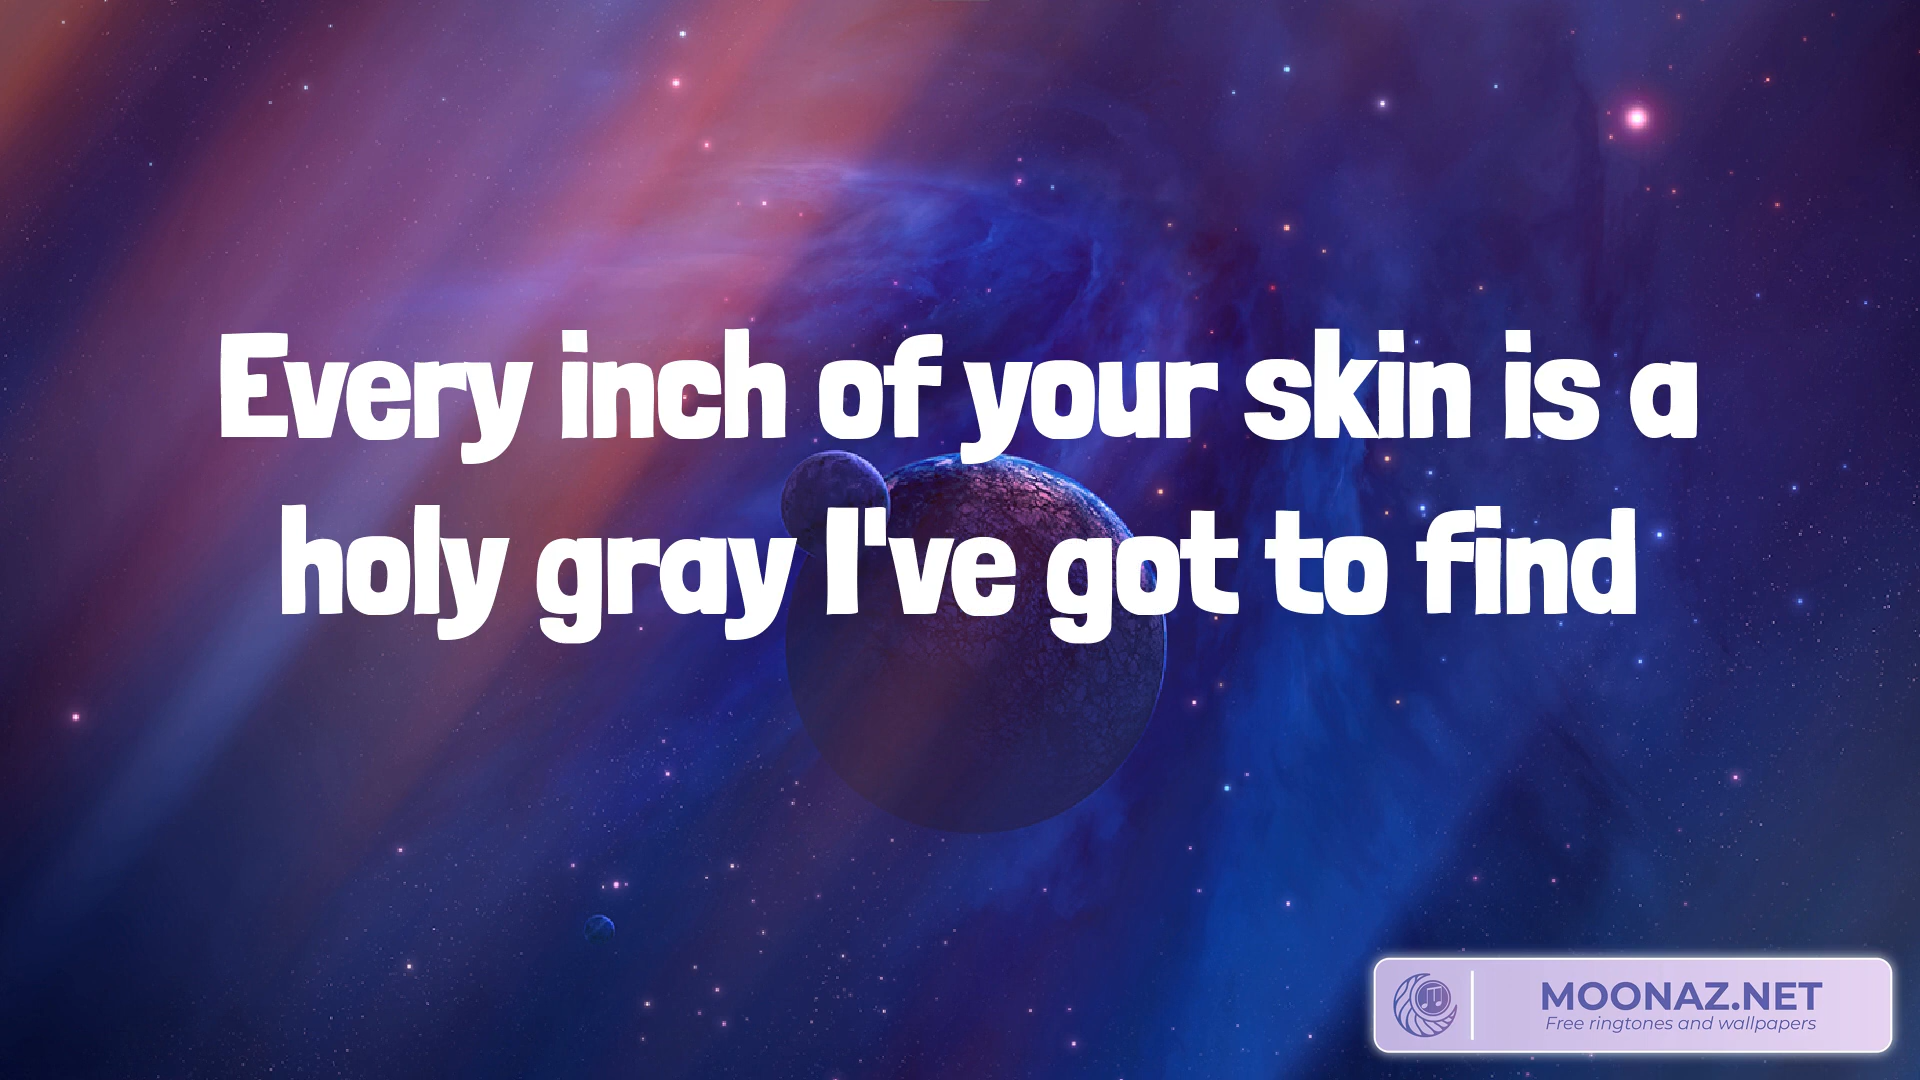 Every inch of your skin is a
holy gray I've got to find
MOONAZ.NET
Free ringtones and wallpapers